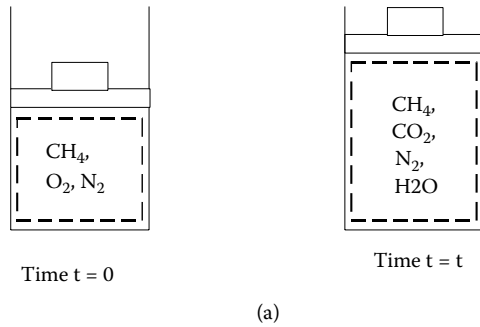 CH₄,
O₂, N₂
Time t = 0
CH₄,
CO₂,
N₂,
H2O
Time t = t
(a)